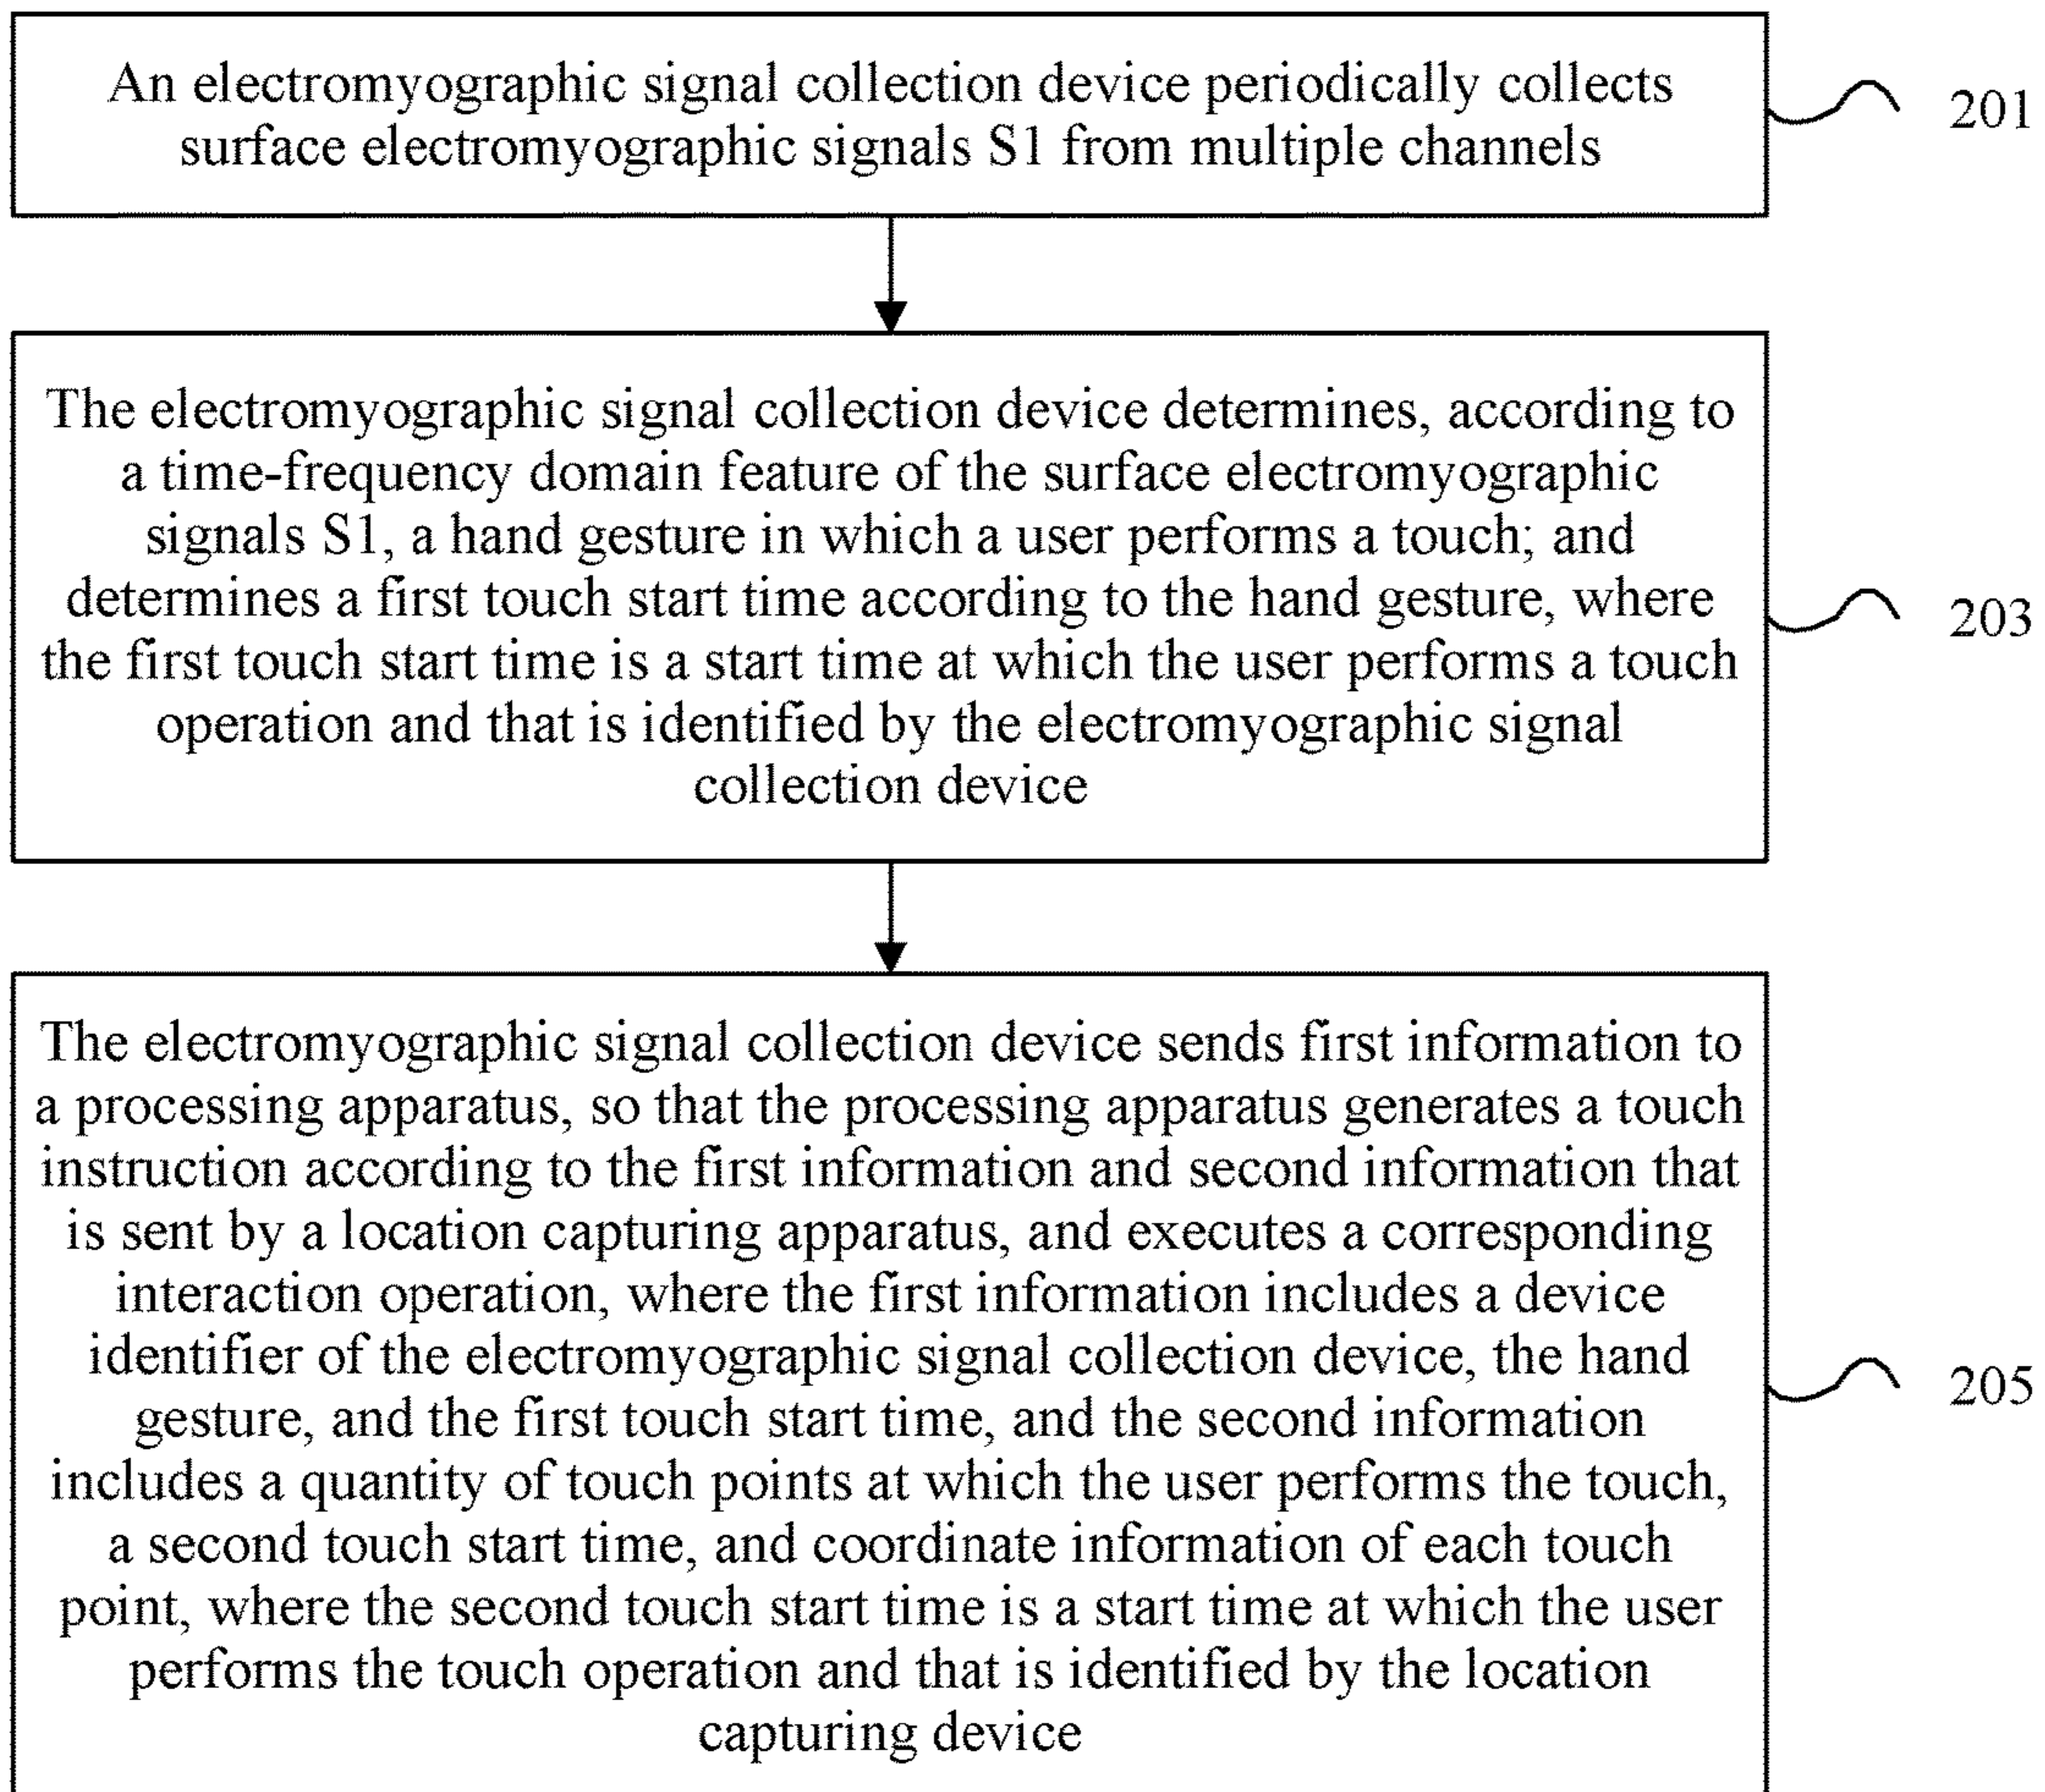 An electromyographic signal collection device periodically collects
surface electromyographic signals S1 from multiple channels
201
The electromyographic signal collection device determines, according to
a time-frequency domain feature of the surface electromyographic
signals S1, a hand gesture in which a user performs a touch; and
determines a first touch start time according to the hand gesture, where
the first touch start time is a start time at which the user performs a touch
operation and that is identified by the electromyographic signal
collection device
203
The electromyographic signal collection device sends first information to
a processing apparatus, so that the processing apparatus generates a touch
instruction according to the first information and second information that
is sent by a location capturing apparatus, and executes a corresponding
interaction operation, where the first information includes a device
identifier of the electromyographic signal collection device, the hand
gesture, and the first touch start time, and the second information
includes a quantity of touch points at which the user performs the touch,
a second touch start time, and coordinate information of each touch
point, where the second touch start time is a start time at which the user
performs the touch operation and that is identified by the location
capturing device
205